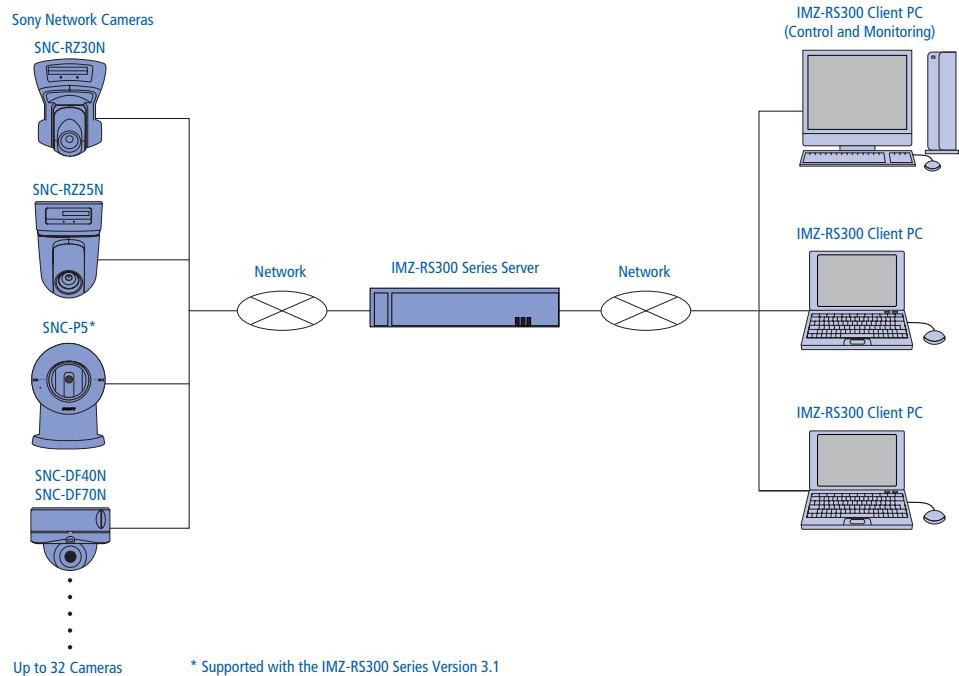 Sony Network Cameras
SNC-RZ30N
SNC-RZ25N
SNC-P5*
SONY
SNC-DF40N
SNC-DF70N
Up to 32 Cameras
Network
IMZ-RS300 Series Server
Network
IMZ-RS300 Client PC
(Control and Monitoring)
IMZ-RS300 Client PC
IMZ-RS300 Client PC
* Supported with the IMZ-RS300 Series Version 3.1